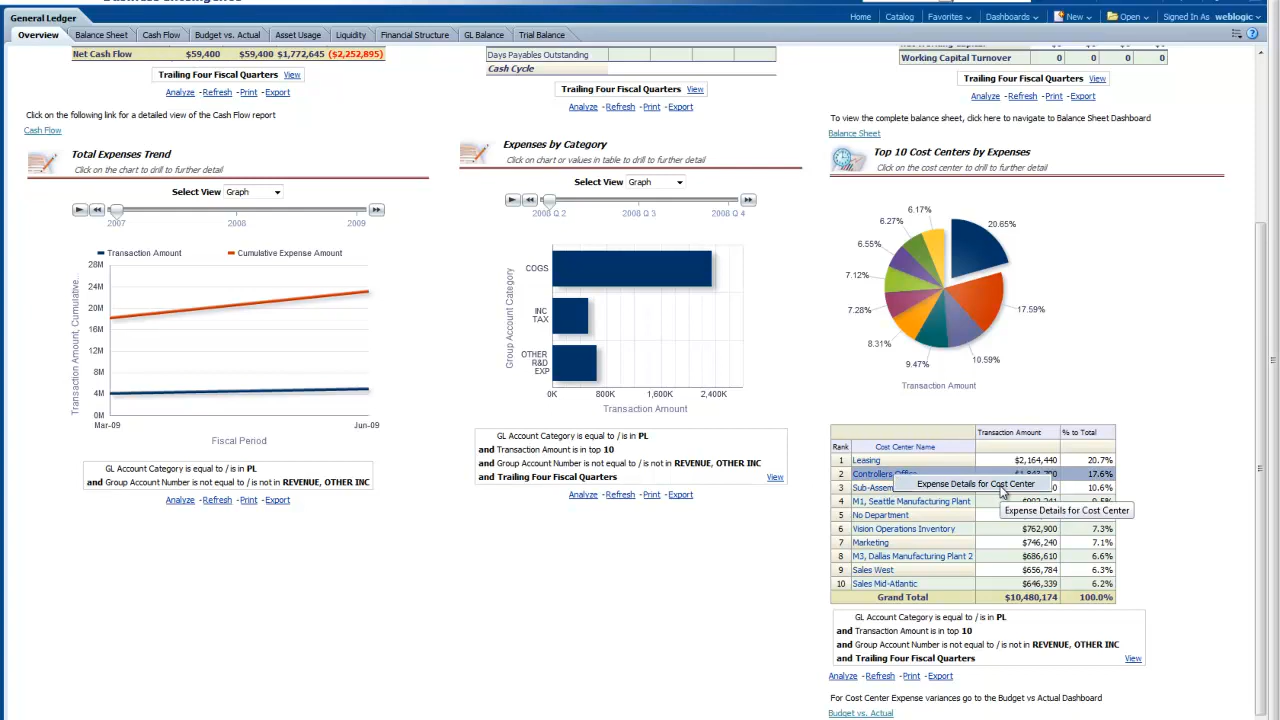 General Ledger
Home Catalog Favorites Dashboards New Open Signed In As weblogic
Overview Balance Sheet Cash Flow Budget vs. Actual Asset Usage Liquidity Financial Structure GL Balance Trial Balance
Net Cash Flow $59,400 $59,400 $1,772,645 ($2,252,895)
Trailing Four Fiscal Quarters View
Analyze - Refresh - Print - Export
Click on the following link for a detailed view of the Cash Flow report
Cash Flow
Total Expenses Trend
Click on the chart to drill to further detail
Select View Graph
2007 2008 2009
Transaction Amount Cumulative Expense Amount
Transaction Amount, Cumulative...
28M
24M
20M
16M
12M
8M
4M
0M
Mar-09 Jun-09
Fiscal Period
GL Account Category is equal to / is in PL
and Group Account Number is not equal to / is not in REVENUE, OTHER INC
Analyze - Refresh - Print - Export
Days Payables Outstanding
Cash Cycle
Trailing Four Fiscal Quarters View
Analyze - Refresh - Print - Export
Expenses by Category
Click on chart or values in table to drill to further detail
Select View Graph
2008 Q 2 2008 Q 3 2008 Q 4
Group Account Category
COGS
INC
TAX
OTHER
R&D
EXP
0K 800K 1,600K 2,400K
Transaction Amount
GL Account Category is equal to / is in PL
and Transaction Amount is in top 10
and Group Account Number is not equal to / is not in REVENUE, OTHER INC
and Trailing Four Fiscal Quarters View
Analyze - Refresh - Print - Export
Working Capital Turnover 0 0 0 0
Trailing Four Fiscal Quarters View
Analyze - Refresh - Print - Export
To view the complete balance sheet, click here to navigate to Balance Sheet Dashboard
Balance Sheet
Top 10 Cost Centers by Expenses
Click on the cost center to drill to further detail
6.17%
20.65%
6.27%
6.55%
7.12%
7.28%
17.59%
8.31%
9.47%
10.59%
Transaction Amount
Transaction Amount % to Total
Rank Cost Center Name
1 Leasing $2,164,440 20.7%
2 Controllers Office 17.6%
Expense Details for Cost Center
3 Sub-Assem 0 10.6%
4 M1, Seattle Manufacturing Plant
Expense Details for Cost Center
5 No Department
6 Vision Operations Inventory $762,900 7.3%
7 Marketing $746,240 7.1%
8 M3, Dallas Manufacturing Plant 2 $686,610 6.6%
9 Sales West $656,784 6.3%
10 Sales Mid-Atlantic $646,339 6.2%
Grand Total $10,480,174 100.0%
GL Account Category is equal to / is in PL
and Transaction Amount is in top 10
and Group Account Number is not equal to / is not in REVENUE, OTHER INC
and Trailing Four Fiscal Quarters View
Analyze - Refresh - Print - Export
For Cost Center Expense variances go to the Budget vs Actual Dashboard
Budget vs. Actual